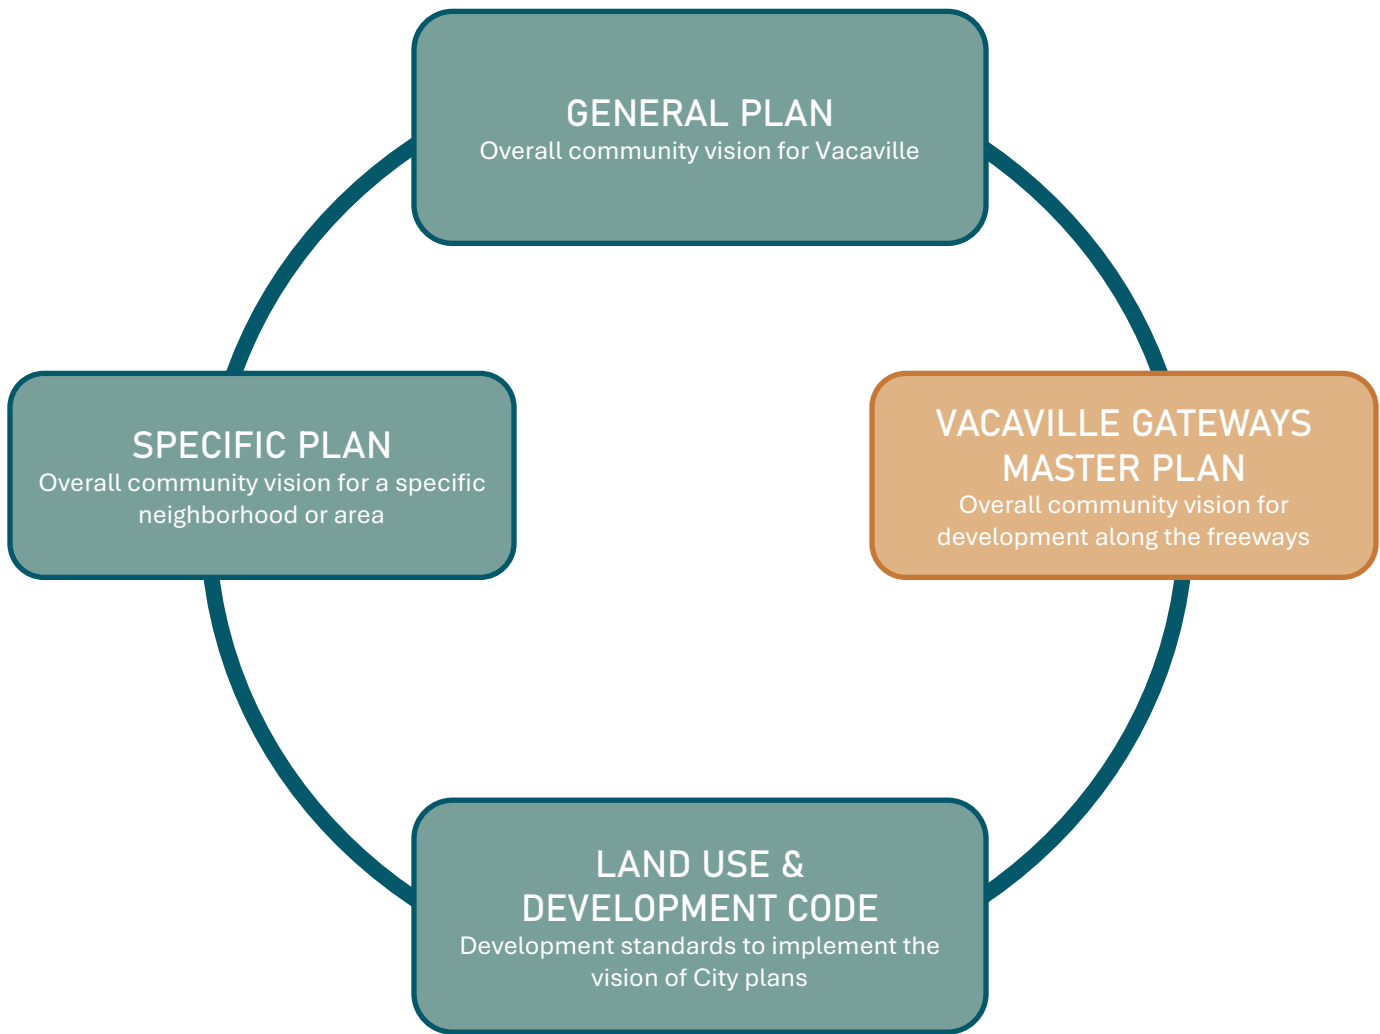 GENERAL PLAN
Overall community vision for Vacaville
SPECIFIC PLAN
Overall community vision for a specific
neighborhood or area
VACAVILLE GATEWAYS
MASTER PLAN
Overall community vision for
development along the freeways
LAND USE &
DEVELOPMENT CODE
Development standards to implement the
vision of City plans